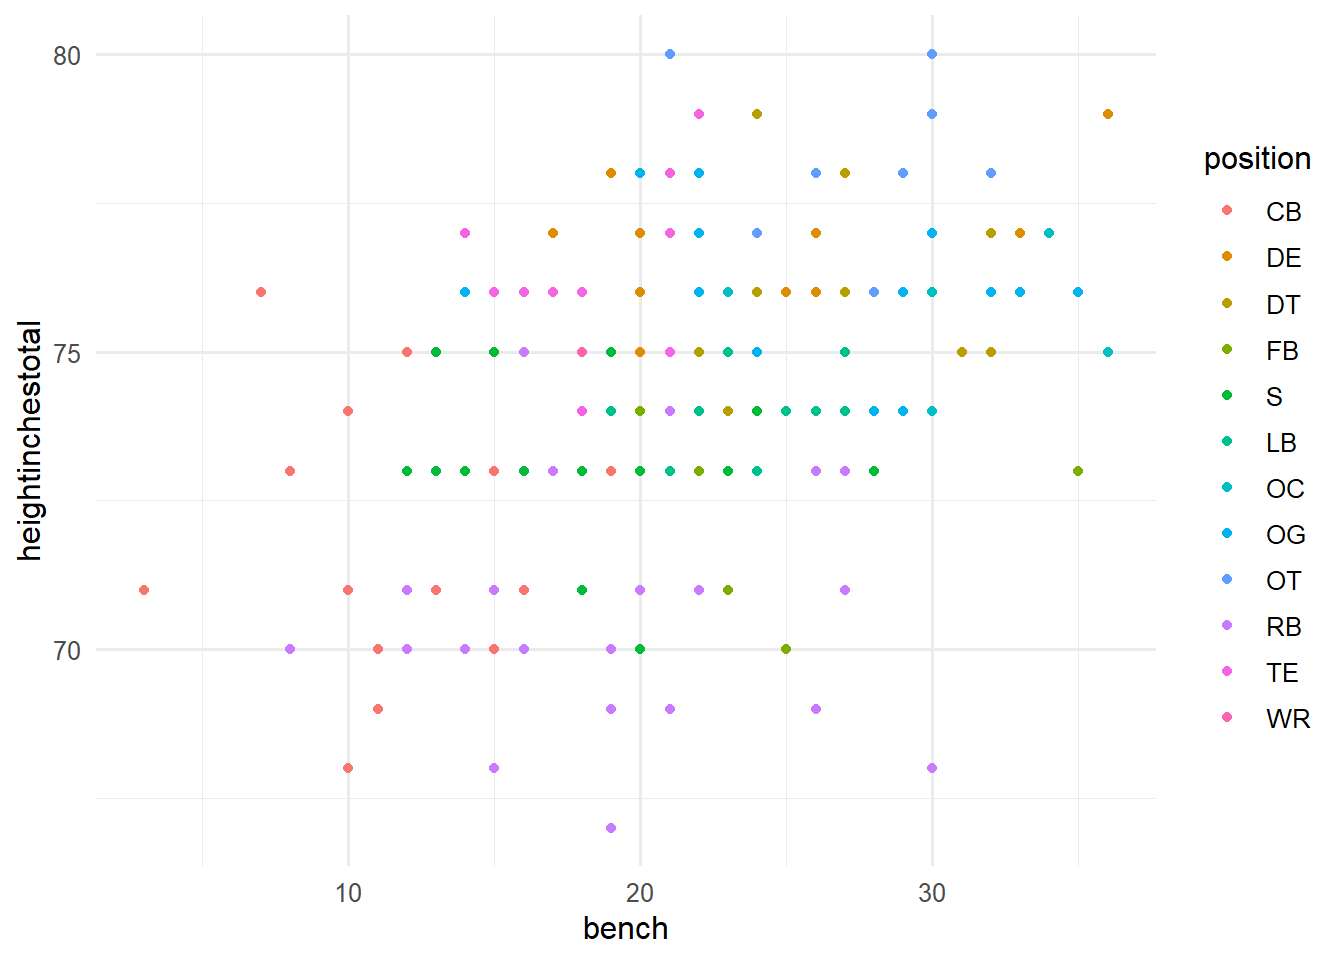 80
75
70
heightinchestotal
10
20
30
bench
position
CB
DE
DT
FB
S
LB
OC
OG
OT
RB
TE
WR